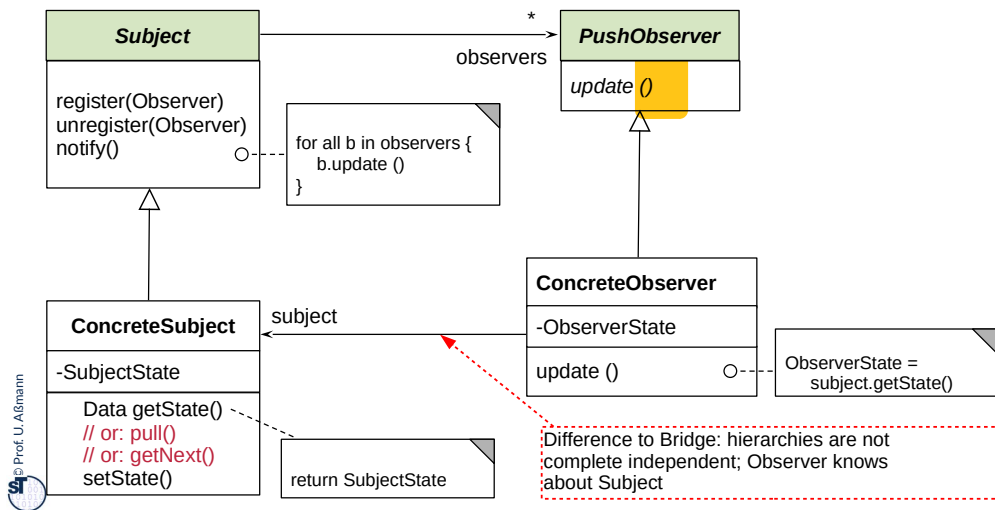 Subject
register(Observer)
unregister(Observer)
notify()
for all b in observers {
b.update ()
}
*
observers
PushObserver
update ()
ConcreteSubject
-SubjectState
Data getState()
// or: pull()
// or: getNext()
setState()
return SubjectState
subject
ConcreteObserver
-ObserverState
update ()
ObserverState =
subject.getState()
Difference to Bridge: hierarchies are not
complete independent; Observer knows
about Subject
© Prof. U. Aßmann
ST